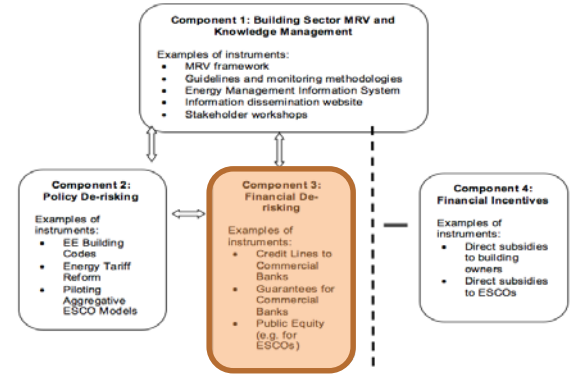 Component 1: Building Sector MRV and
Knowledge Management
Examples of instruments:
• MRV framework
• Guidelines and monitoring methodologies
• Energy Management Information System
• Information dissemination website
• Stakeholder workshops
Component 2:
Policy De-risking
Examples of
instruments:
• EE Building
Codes
• Energy Tariff
Reform
• Piloting
Aggregative
ESCO Models
Component 3:
Financial De-
risking
Examples of
instruments:
• Credit Lines to
Commercial
Banks
• Guarantees for
Commercial
Banks
• Public Equity
(e.g. for
ESCOs)
Component 4:
Financial Incentives
Examples of
instruments:
• Direct subsidies
to building
owners
• Direct subsidies
to ESCOs